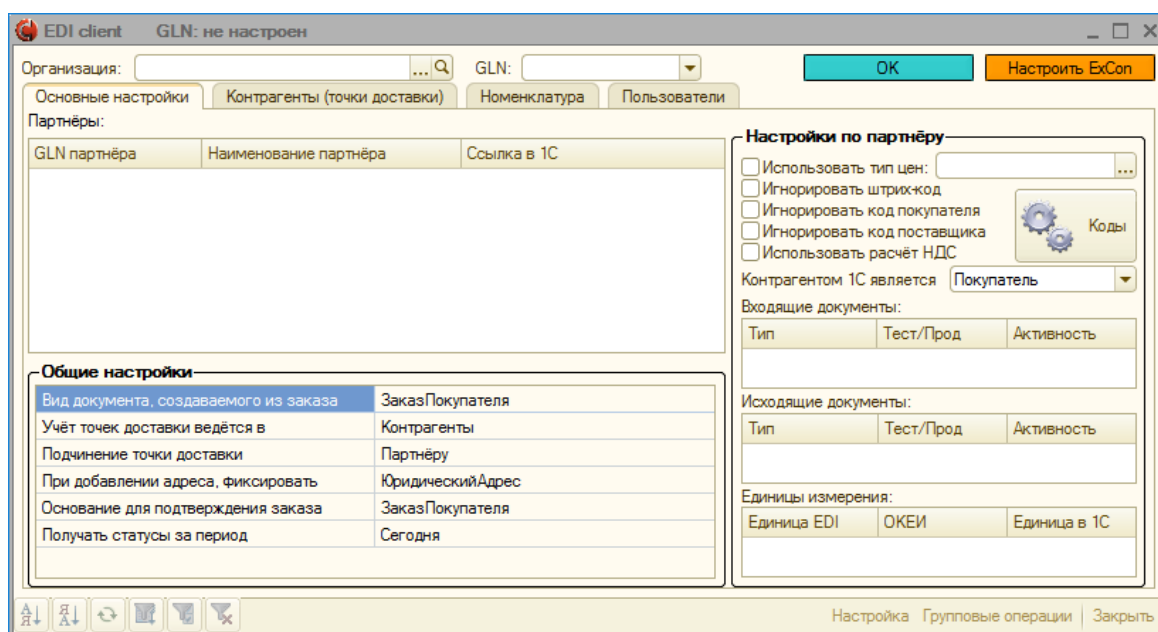 EDI client GLN: не настроен
Организация: ... GLN: OK Настроить ExCon
Основные настройки Контрагенты (точки доставки) Номенклатура Пользователи
Партнёры:
GLN партнёра Наименование партнёра Ссылка в 1С
Настройки по партнёру
Использовать тип цен: ...
Игнорировать штрих-код
Игнорировать код покупателя
Игнорировать код поставщика
Использовать расчёт НДС
Коды
Контрагентом 1С является Покупатель
Входящие документы:
Тип Тест/Прод Активность
Исходящие документы:
Тип Тест/Прод Активность
Единицы измерения:
Единица EDI ОКЕИ Единица в 1С
Общие настройки
Вид документа, создаваемого из заказа ЗаказПокупателя
Учёт точек доставки ведётся в Контрагенты
Подчинение точки доставки Партнёру
При добавлении адреса, фиксировать ЮридическийАдрес
Основание для подтверждения заказа ЗаказПокупателя
Получать статусы за период Сегодня
Настройка Групповые операции Закрыть